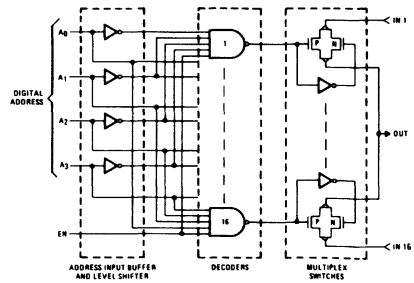 A0
1
P
N
IN 1
A1
DIGITAL
ADDRESS
A2
OUT
A3
16
P
N
EN
IN 16
ADDRESS INPUT BUFFER
AND LEVEL SHIFTER
DECODERS
MULTIPLEX
SWITCHES